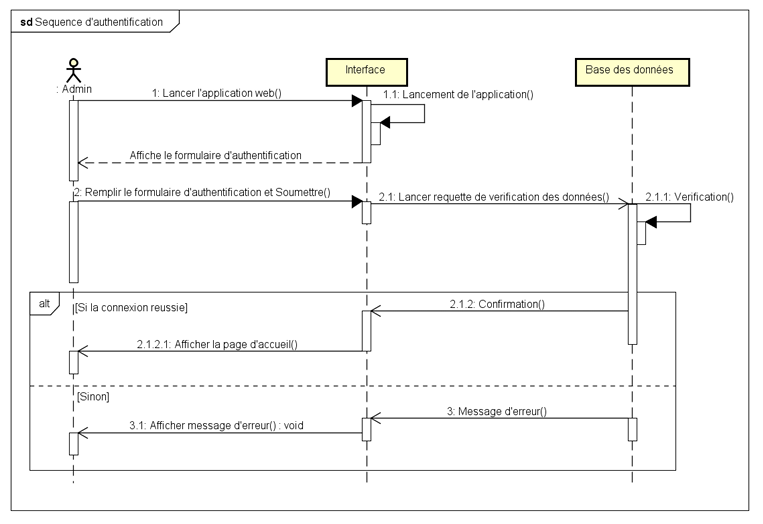 sd Sequence d'authentification
Interface
Base des données
: Admin
1: Lancer l'application web()
1.1: Lancement de l'application()
Affiche le formulaire d'authentification
2: Remplir le formulaire d'authentification et Soumettre()
2.1: Lancer requette de verification des données()
2.1.1: Verification()
alt
[Si la connexion reussie]
2.1.2: Confirmation()
2.1.2.1: Afficher la page d'accueil()
[Sinon]
3: Message d'erreur()
3.1: Afficher message d'erreur() : void